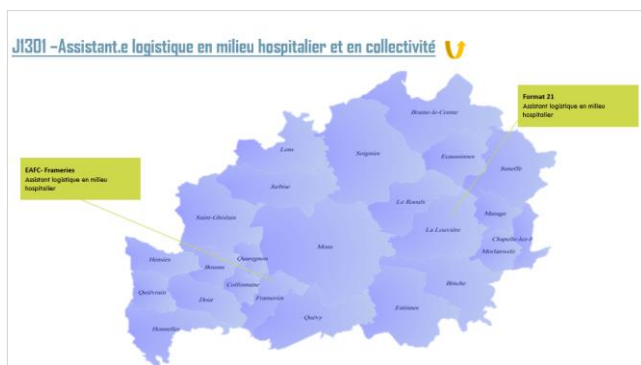 J1301 –Assistant.e logistique en milieu hospitalier et en collectivité
Format 21
Assistant logistique en milieu
hospitalier
EAFC- Frameries
Assistant logistique en milieu
hospitalier
Braine-le-Comte
Lens
Soignies
Ecaussinnes
Seneffe
Jurbise
Le Roeulx
Saint-Ghislain
Manage
La Louvière
Mons
Chapelle-lez-H
Morlanwelz
Hensies
Quaregnon
Boussu
Colfontaine
Binche
Quiévrain
Dour
Frameries
Estinnes
Quévy
Honnelles